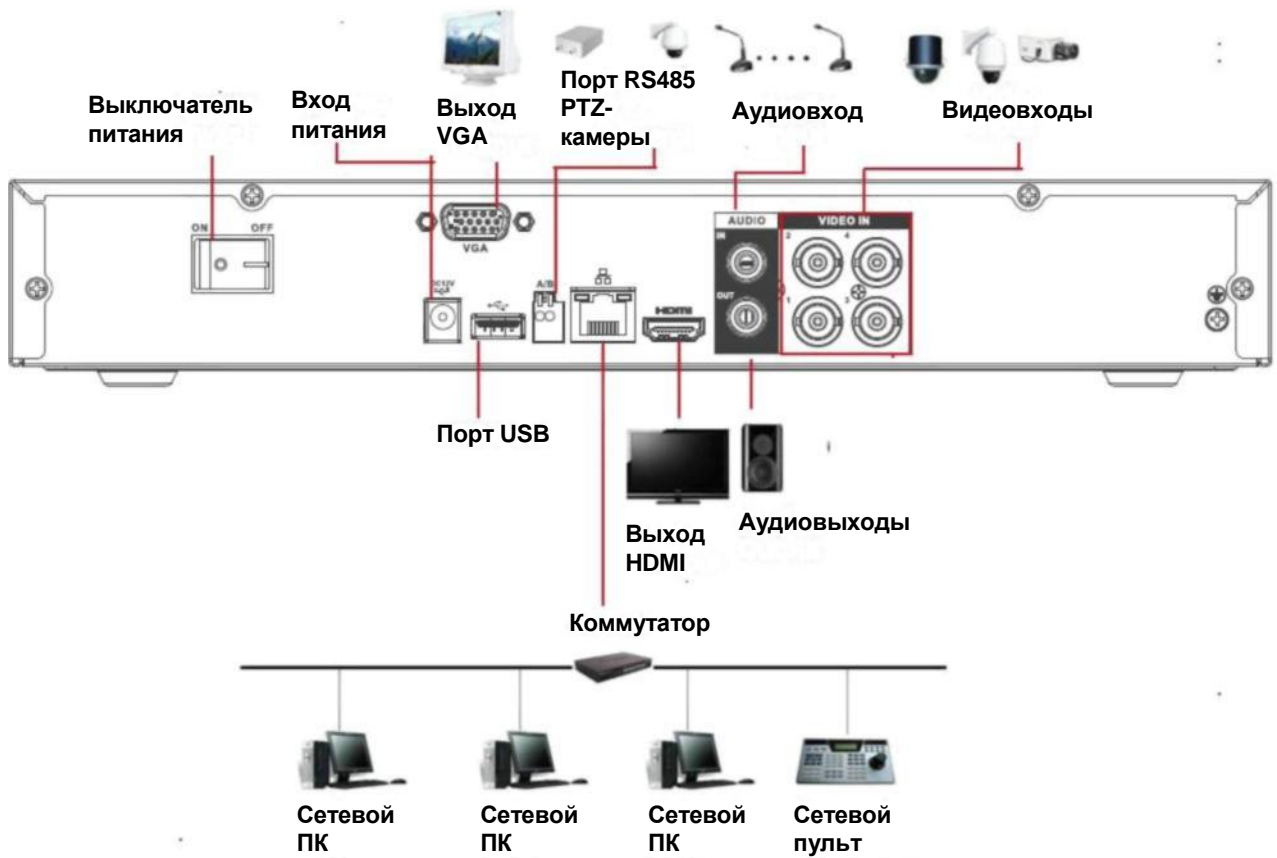 Выключатель
питания
Вход
питания
Выход
VGA
Порт RS485
PTZ-
камеры
Аудиовход
Видеовходы
ON OFF
VGA
DC12V
A/B
HDMI
AUDIO
IN
OUT
VIDEO IN
2 4
1 3
Порт USB
Выход
HDMI
Аудиовыходы
Коммутатор
Сетевой
ПК
Сетевой
ПК
Сетевой
ПК
Сетевой
пульт